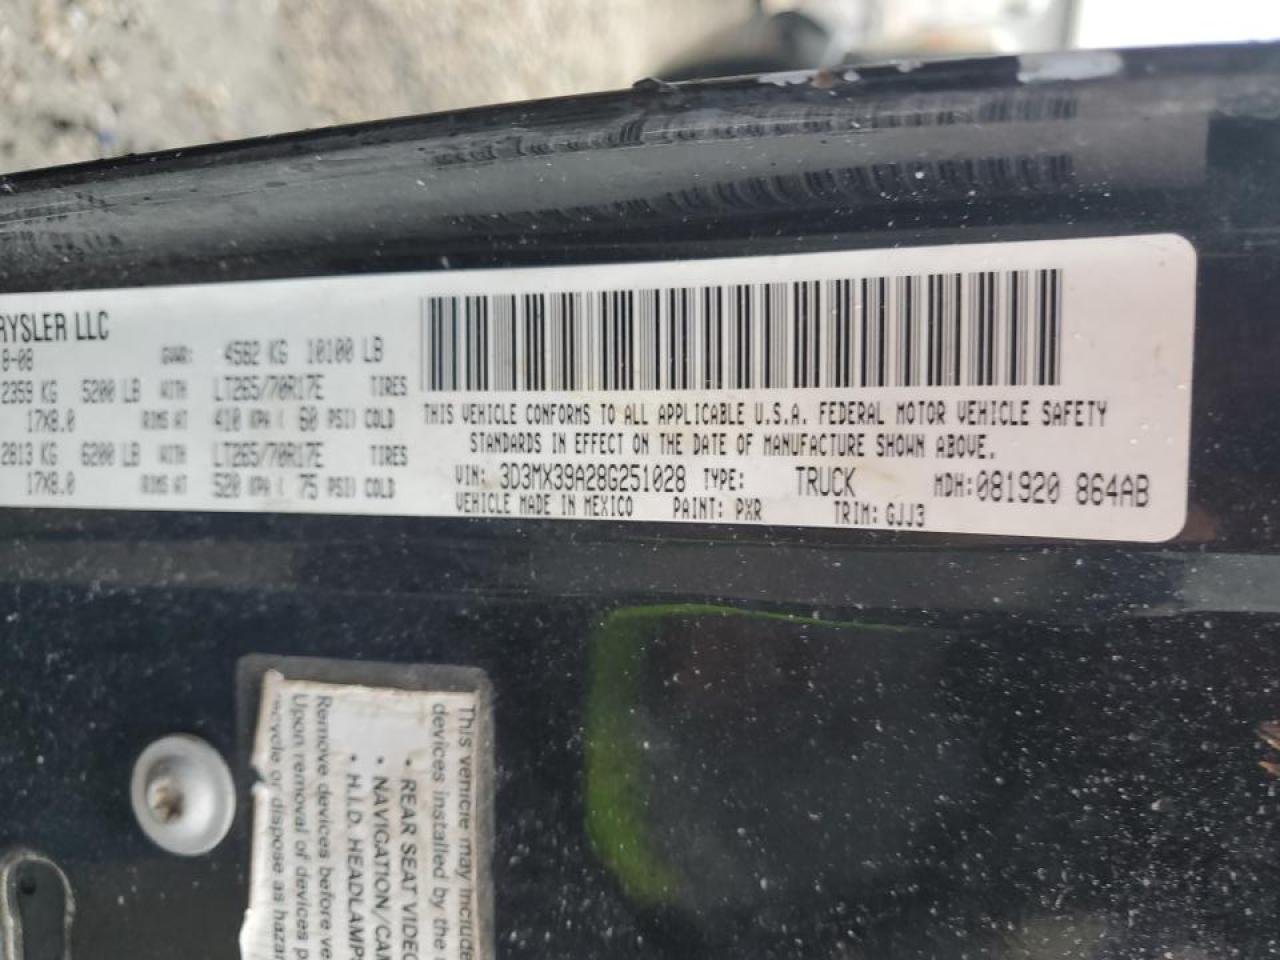 RYSLER LLC
8-08 GVWR: 4582 KG 10100 LB
2359 KG 5200 LB WITH LT265/70R17E TIRES
17X8.0 RIMS AT 410 KPA ( 60 PSI) COLD
2813 KG 6200 LB WITH LT265/70R17E TIRES
17X8.0 RIMS AT 520 KPA ( 75 PSI) COLD
THIS VEHICLE CONFORMS TO ALL APPLICABLE U.S.A. FEDERAL MOTOR VEHICLE SAFETY
STANDARDS IN EFFECT ON THE DATE OF MANUFACTURE SHOWN ABOVE.
VIN: 3D3MX39A28G251028 TYPE: TRUCK MDH:081920 864AB
VEHICLE MADE IN MEXICO PAINT: PXR TRIM: GJJ3
This vehicle may include
devices installed by the
• REAR SEAT VIDEO
• NAVIGATION/CAM
• H.I.D. HEADLAMPS
Remove devices before ve
Upon removal of devices p
ecycle or dispose as hazar